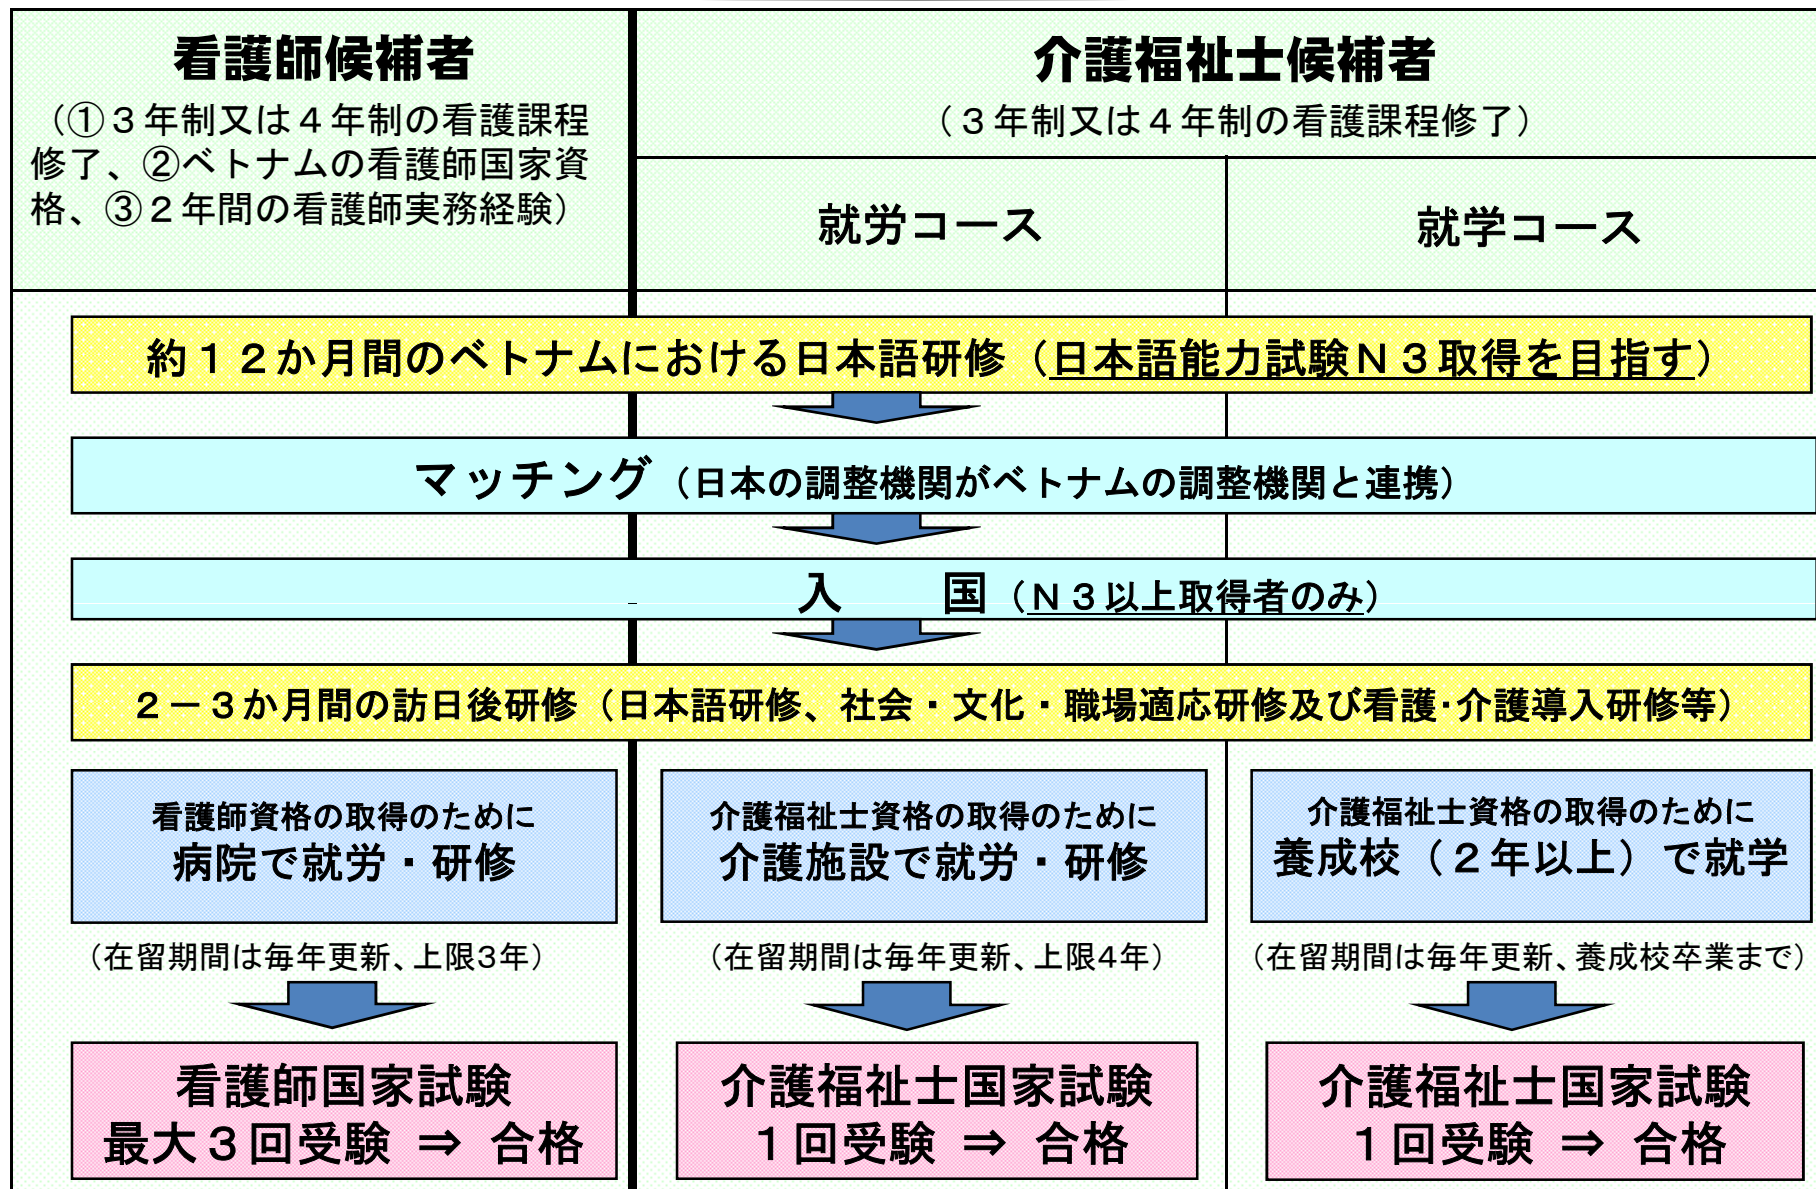 看護師候補者
（①３年制又は４年制の看護課程
修了、②ベトナムの看護師国家資
格、③２年間の看護師実務経験）
介護福祉士候補者
（３年制又は４年制の看護課程修了）
就労コース
就学コース
約１２か月間のベトナムにおける日本語研修（日本語能力試験Ｎ３取得を目指す）
マッチング（日本の調整機関がベトナムの調整機関と連携）
入　　国（Ｎ３以上取得者のみ）
２－３か月間の訪日後研修（日本語研修、社会・文化・職場適応研修及び看護･介護導入研修等）
看護師資格の取得のために
病院で就労・研修
（在留期間は毎年更新、上限3年）
看護師国家試験
最大３回受験 ⇒ 合格
介護福祉士資格の取得のために
介護施設で就労・研修
（在留期間は毎年更新、上限4年）
介護福祉士国家試験
１回受験 ⇒ 合格
介護福祉士資格の取得のために
養成校（２年以上）で就学
（在留期間は毎年更新、養成校卒業まで）
介護福祉士国家試験
１回受験 ⇒ 合格